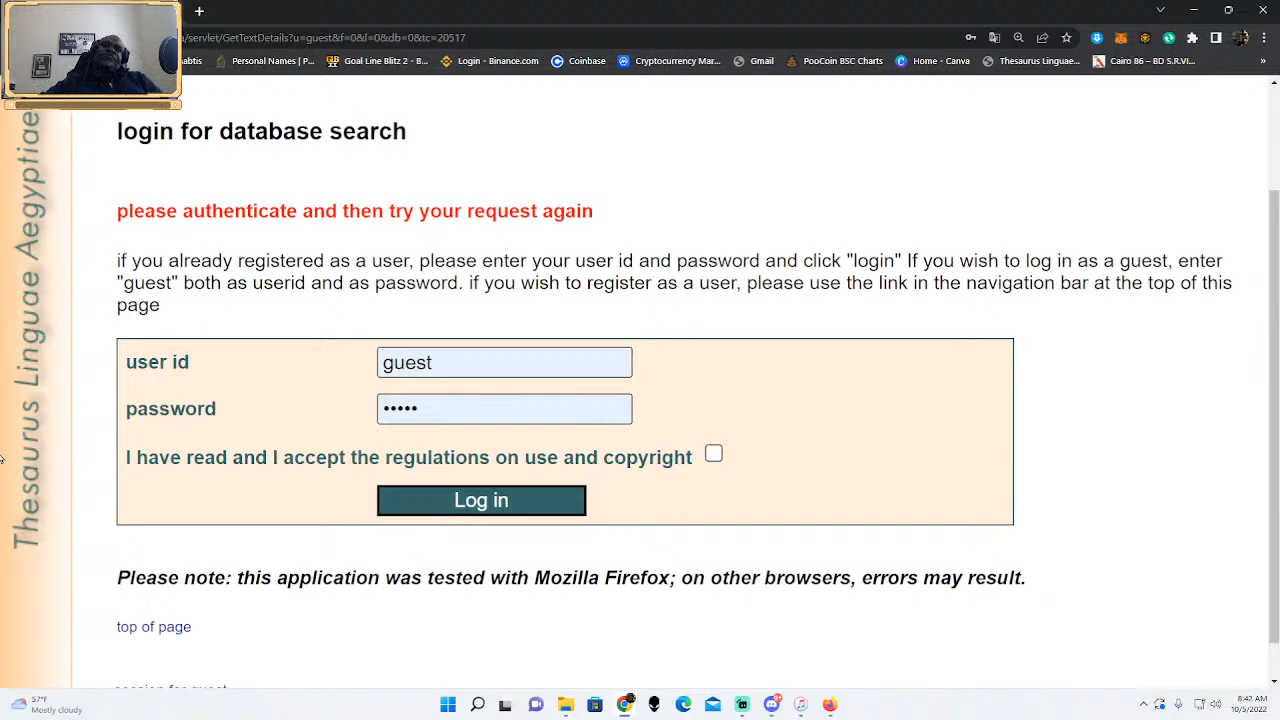 a/servlet/GetTextDetails?u=guest&f=0&l=0&db=0&tc=20517
Personal Names | P...
Goal Line Blitz - B...
Log In - Binance.com
Coinbase
Cryptocurrency Mar...
Gmail
Poocoin BSC Charts
Home - Canva
Thesaurus Linguae...
login for database search
please authenticate and then try your request again
if you already registered as a user, please enter your user id and password and click "login" If you wish to log in as a guest, enter
"guest" both as userid and as password. if you wish to register as a user, please use the link in the navigation bar at the top of this
page
Thesaurus Linguae Aegyptiae
user id
guest
password
•••••
I have read and I accept the regulations on use and copyright
Log in
Please note: this application was tested with Mozilla Firefox; on other browsers, errors may result.
top of page
session for guest
57°F
Mostly cloudy
8:42 AM
10/5/2022